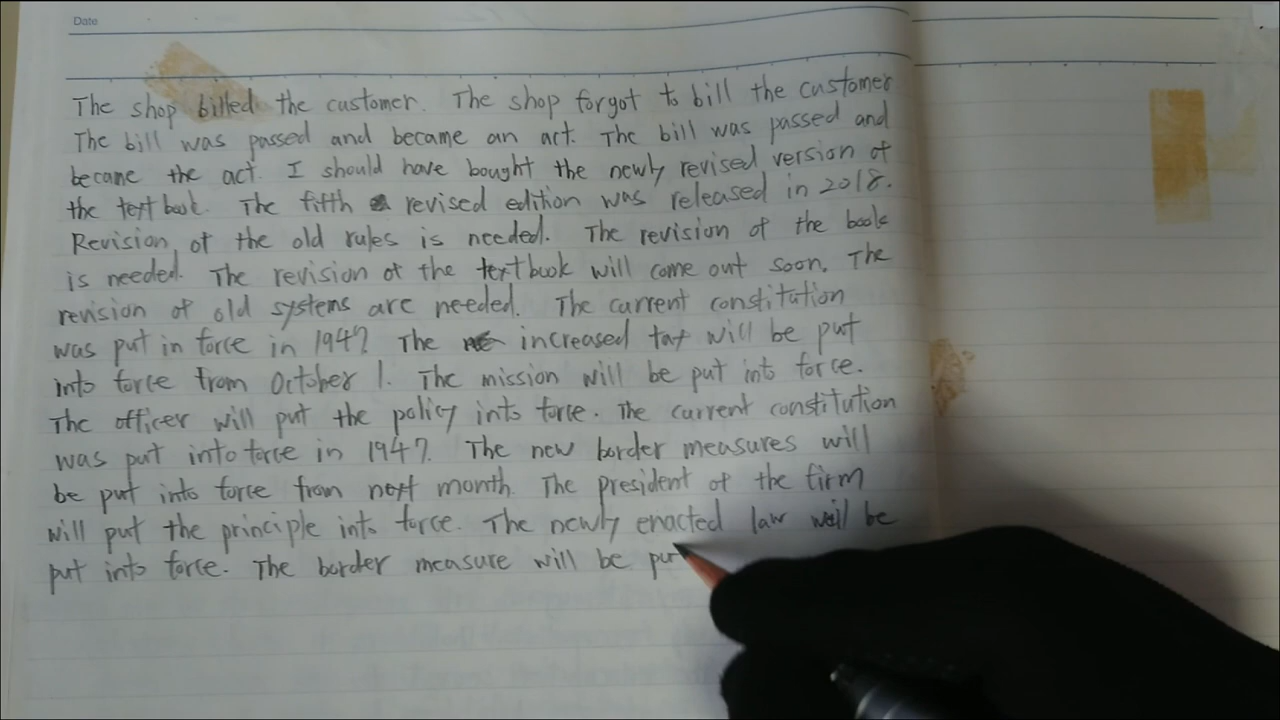 Date
The shop billed the customer. The shop forgot to bill the customer
The bill was passed and became an act. The bill was passed and
became the act. I should have bought the newly revised version of
the textbook. The fifth revised edition was released in 2018.
Revision of the old rules is needed. The revision of the book
is needed. The revision of the textbook will come out soon. The
revision of old systems are needed. The current constitution
was put in force in 1947 The increased tax will be put
into force from October 1. The mission will be put into force.
The officer will put the policy into force. The current constitution
was put into force in 1947. The new border measures will
be put into force from next month. The president of the firm
will put the principle into force. The newly enacted law will be
put into force. The border measure will be pu